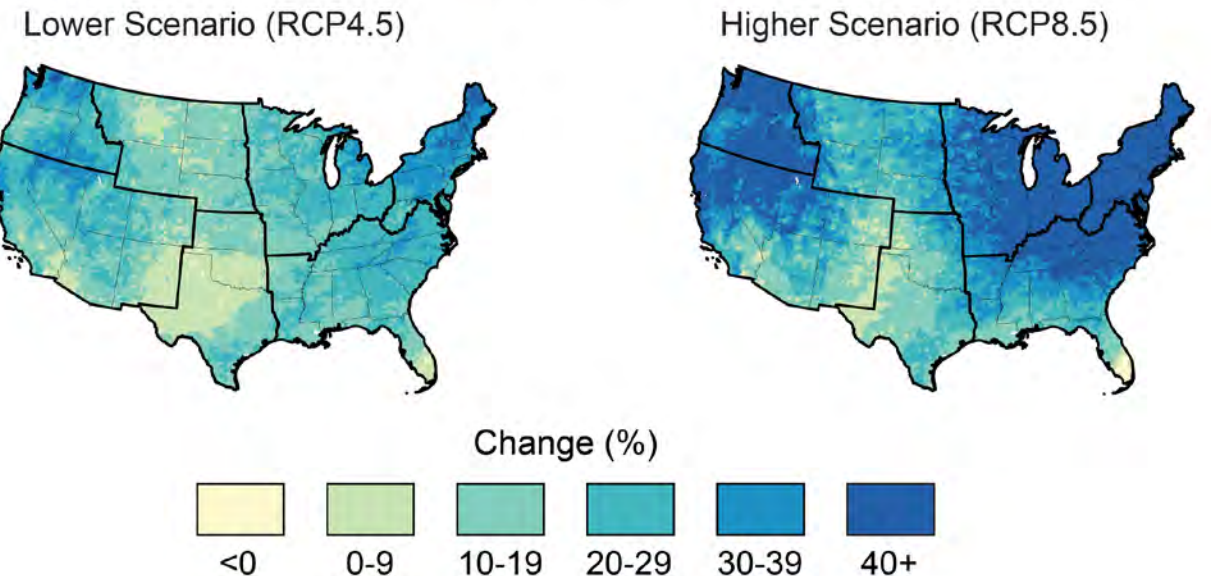 Lower Scenario (RCP4.5)
Higher Scenario (RCP8.5)
Change (%)
<0
0-9
10-19
20-29
30-39
40+